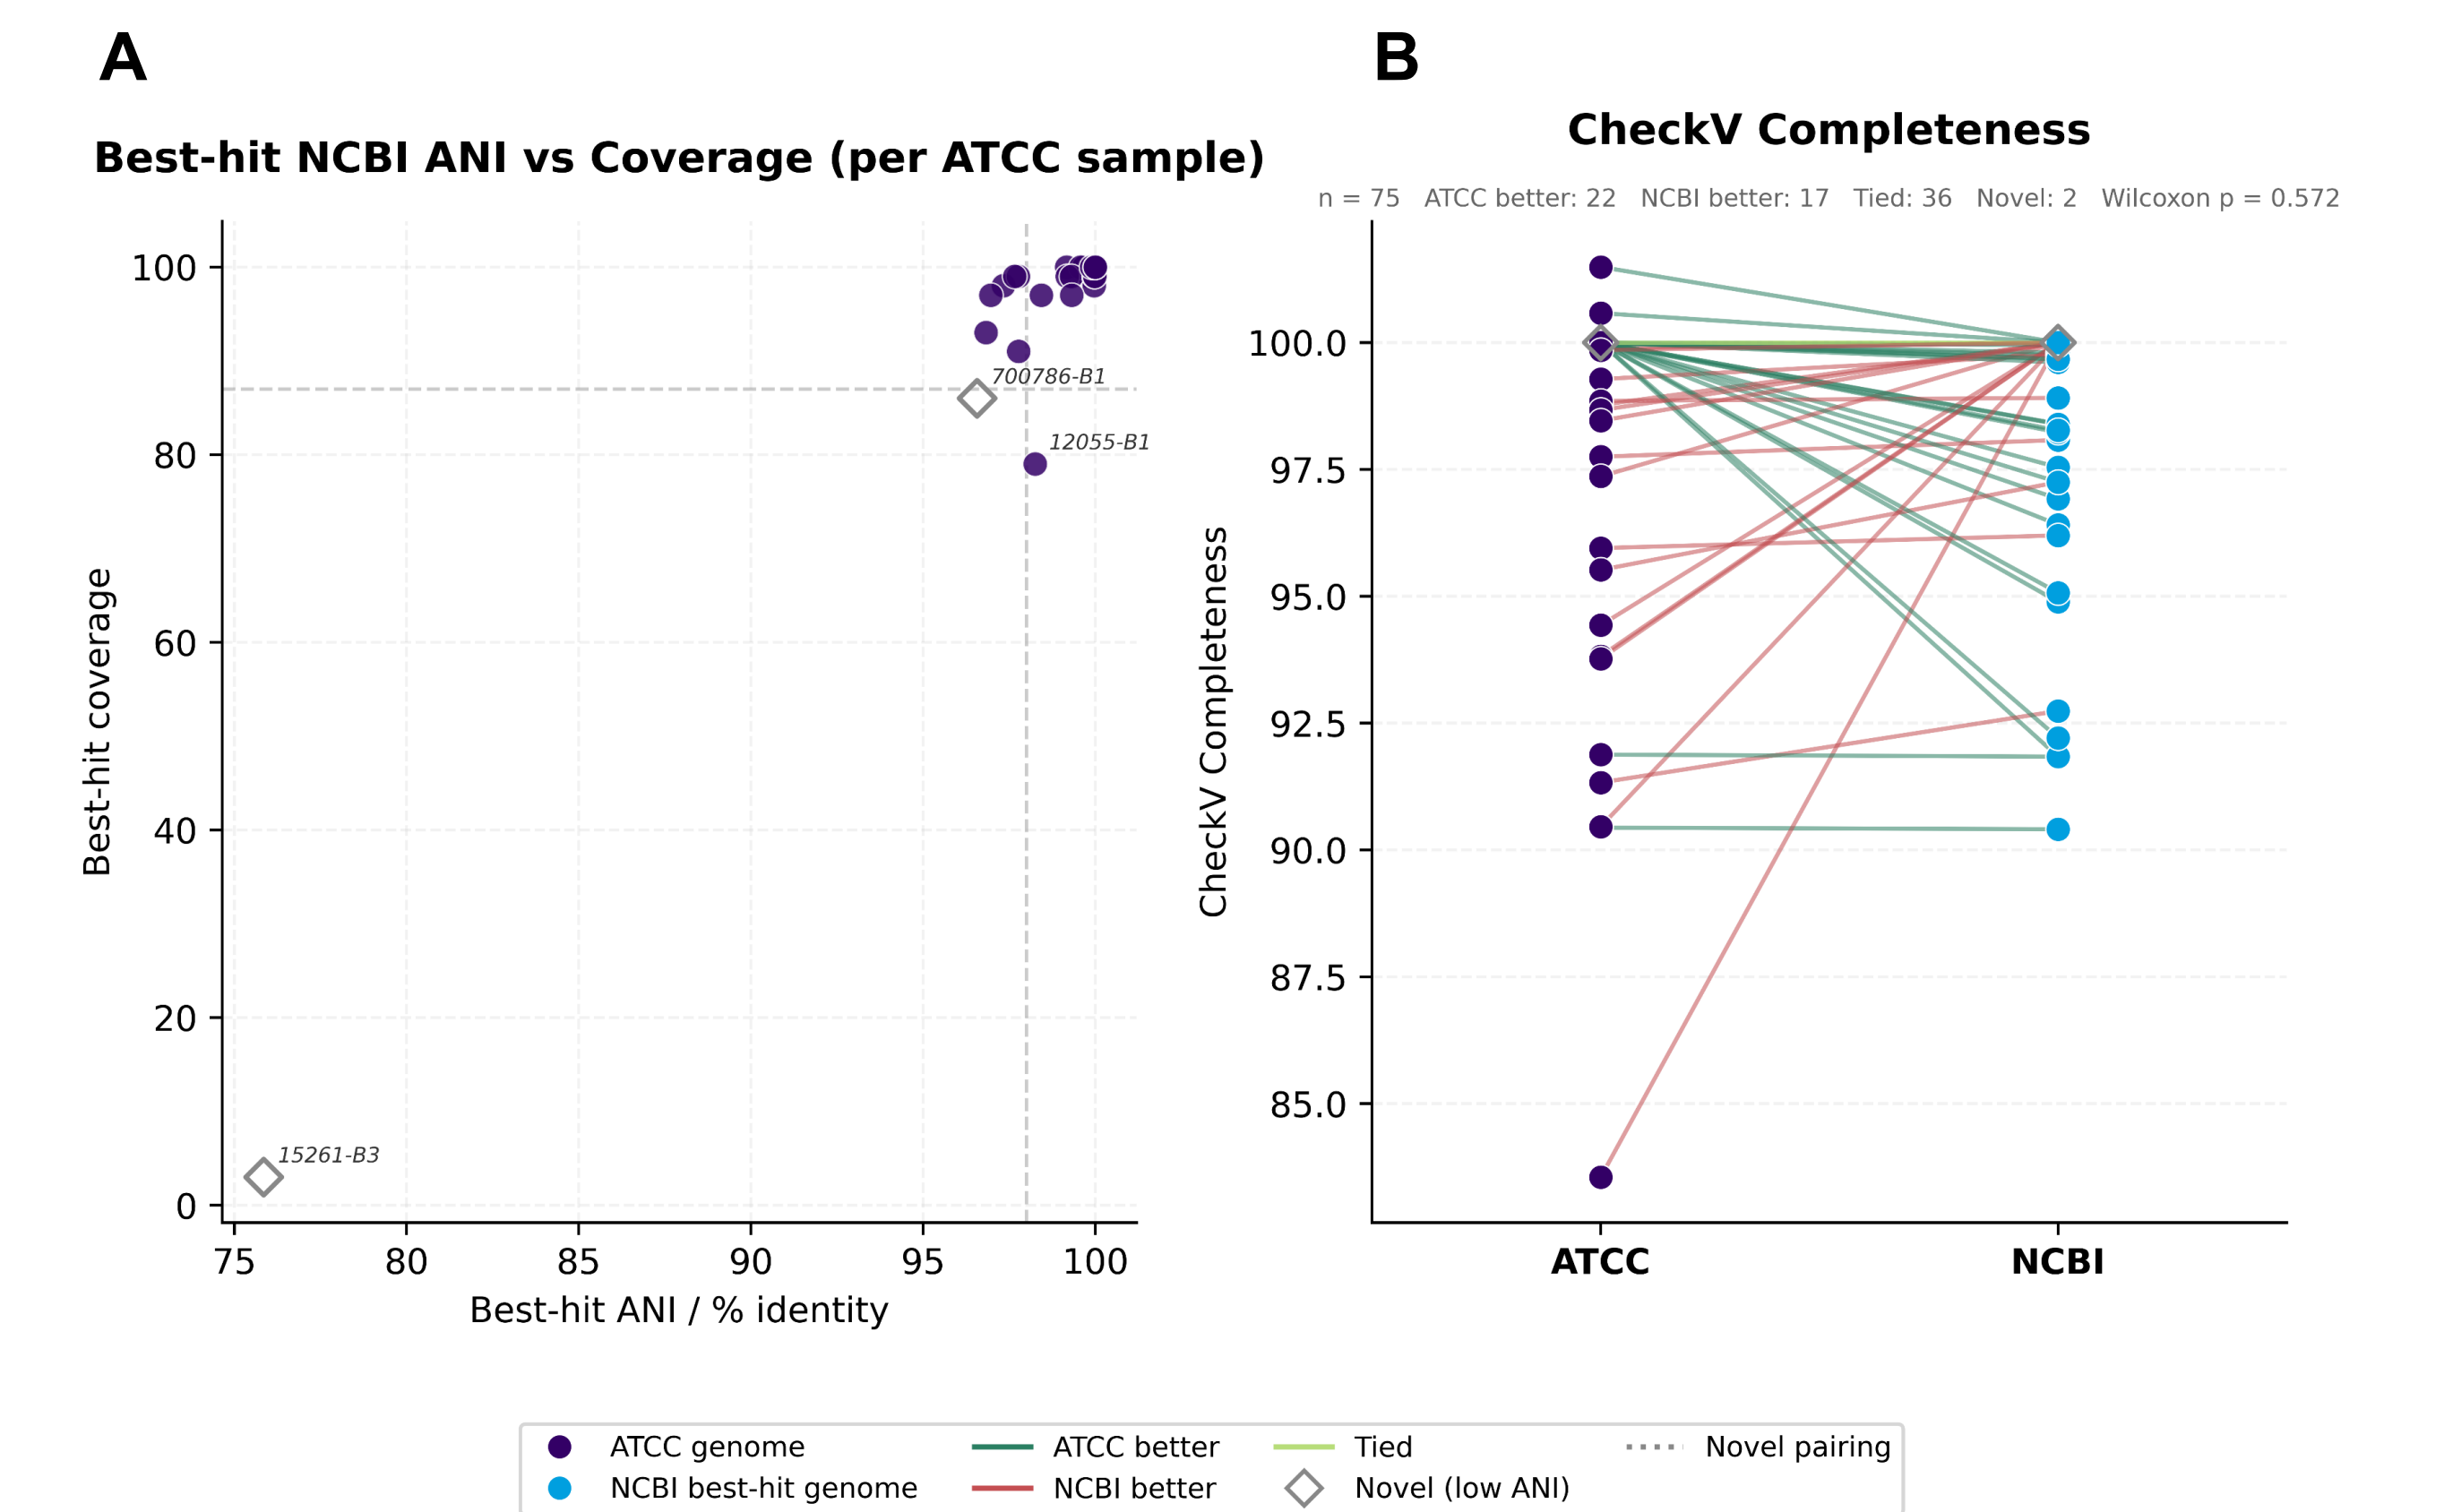 A
B
Best-hit NCBI ANI vs Coverage (per ATCC sample)
CheckV Completeness
n = 75 ATCC better: 22 NCBI better: 17 Tied: 36 Novel: 2 Wilcoxon p = 0.572
Best-hit coverage
100
80
60
40
20
0
700786-B1
12055-B1
15261-B3
75 80 85 90 95 100
Best-hit ANI / % identity
CheckV Completeness
100.0
97.5
95.0
92.5
90.0
87.5
85.0
ATCC NCBI
ATCC genome
NCBI best-hit genome
ATCC better
NCBI better
Tied
Novel (low ANI)
Novel pairing